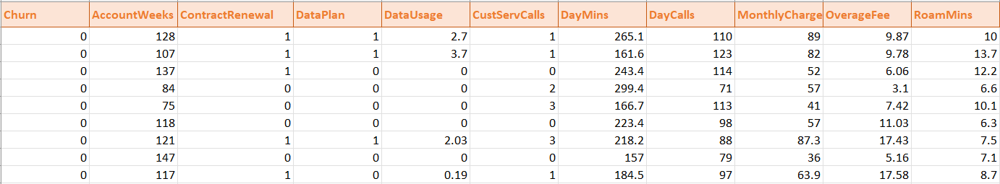 Churn AccountWeeks ContractRenewal DataPlan DataUsage CustServCalls DayMins DayCalls MonthlyCharge OverageFee RoamMins
0 128 1 1 2.7 1 265.1 110 89 9.87 10
0 107 1 1 3.7 1 161.6 123 82 9.78 13.7
0 137 1 0 0 0 243.4 114 52 6.06 12.2
0 84 0 0 0 2 299.4 71 57 3.1 6.6
0 75 0 0 0 3 166.7 113 41 7.42 10.1
0 118 0 0 0 0 223.4 98 57 11.03 6.3
0 121 1 1 2.03 3 218.2 88 87.3 17.43 7.5
0 147 0 0 0 0 157 79 36 5.16 7.1
0 117 1 0 0.19 1 184.5 97 63.9 17.58 8.7